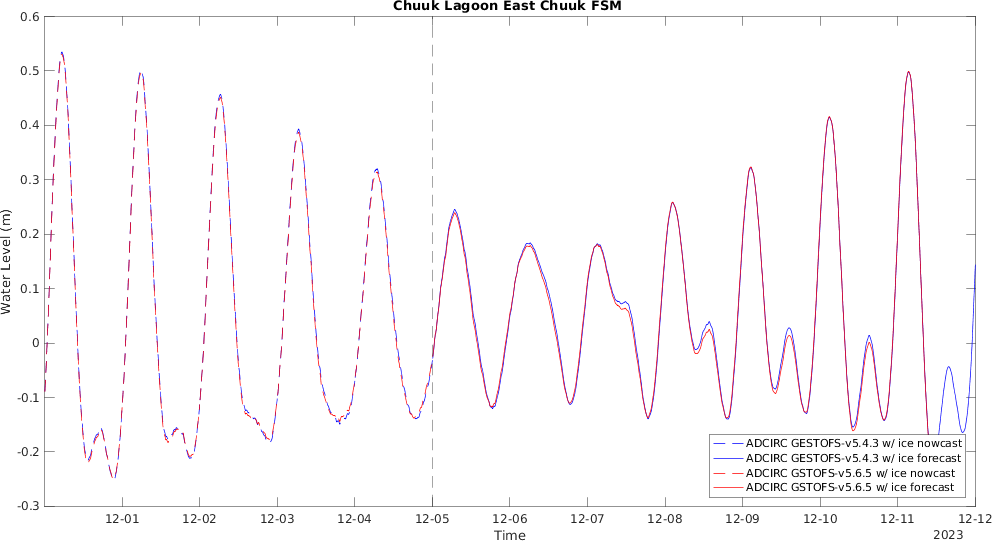 Chuuk Lagoon East Chuuk FSM
Water Level (m)
0.6
0.5
0.4
0.3
0.2
0.1
0
-0.1
-0.2
-0.3
ADCIRC GESTOFS-v5.4.3 w/ ice nowcast
ADCIRC GESTOFS-v5.4.3 w/ ice forecast
ADCIRC GSTOFS-v5.6.5 w/ ice nowcast
ADCIRC GSTOFS-v5.6.5 w/ ice forecast
12-01 12-02 12-03 12-04 12-05 12-06 12-07 12-08 12-09 12-10 12-11 12-12
Time
2023